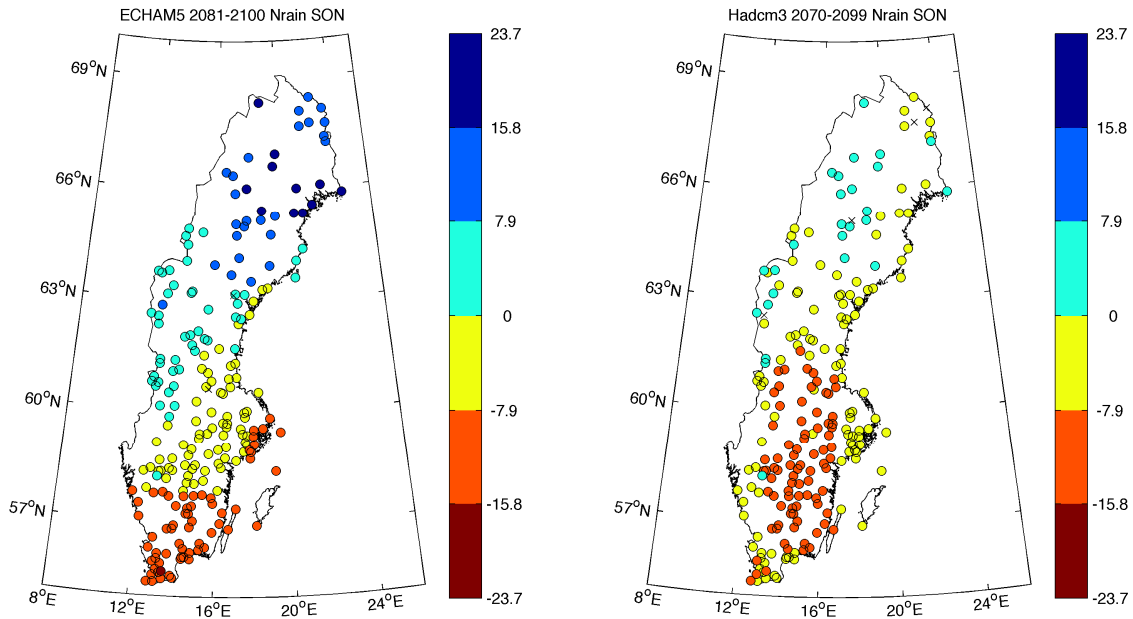 ECHAM5 2081-2100 Nrain SON
69°N
66°N
63°N
60°N
57°N
8°E
12°E
16°E
20°E
24°E
23.7
15.8
7.9
0
-7.9
-15.8
-23.7
Hadcm3 2070-2099 Nrain SON
69°N
66°N
63°N
60°N
57°N
8°E
12°E
16°E
20°E
24°E
23.7
15.8
7.9
0
-7.9
-15.8
-23.7